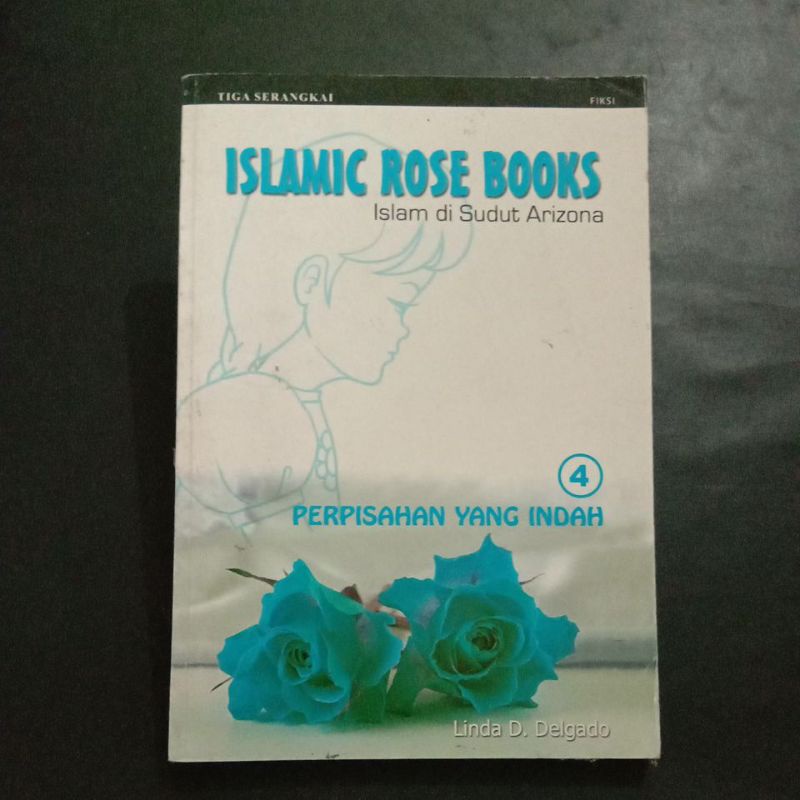 TIGA SERANGKAI
FIKSI
ISLAMIC ROSE BOOKS
Islam di Sudut Arizona
4
PERPISAHAN YANG INDAH
Linda D. Delgado